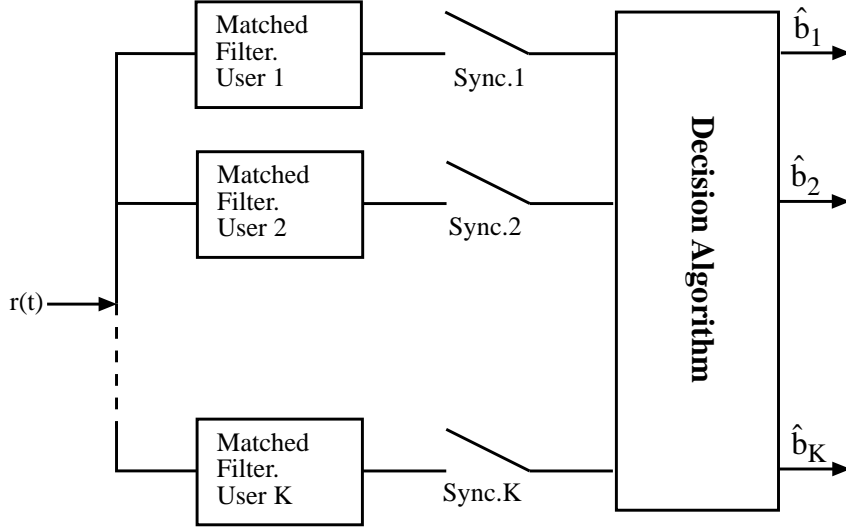 Matched
Filter.
User 1
Sync.1
b̂1
Matched
Filter.
User 2
Sync.2
b̂2
Decision Algorithm
r(t)
Matched
Filter.
User K
Sync.K
b̂K